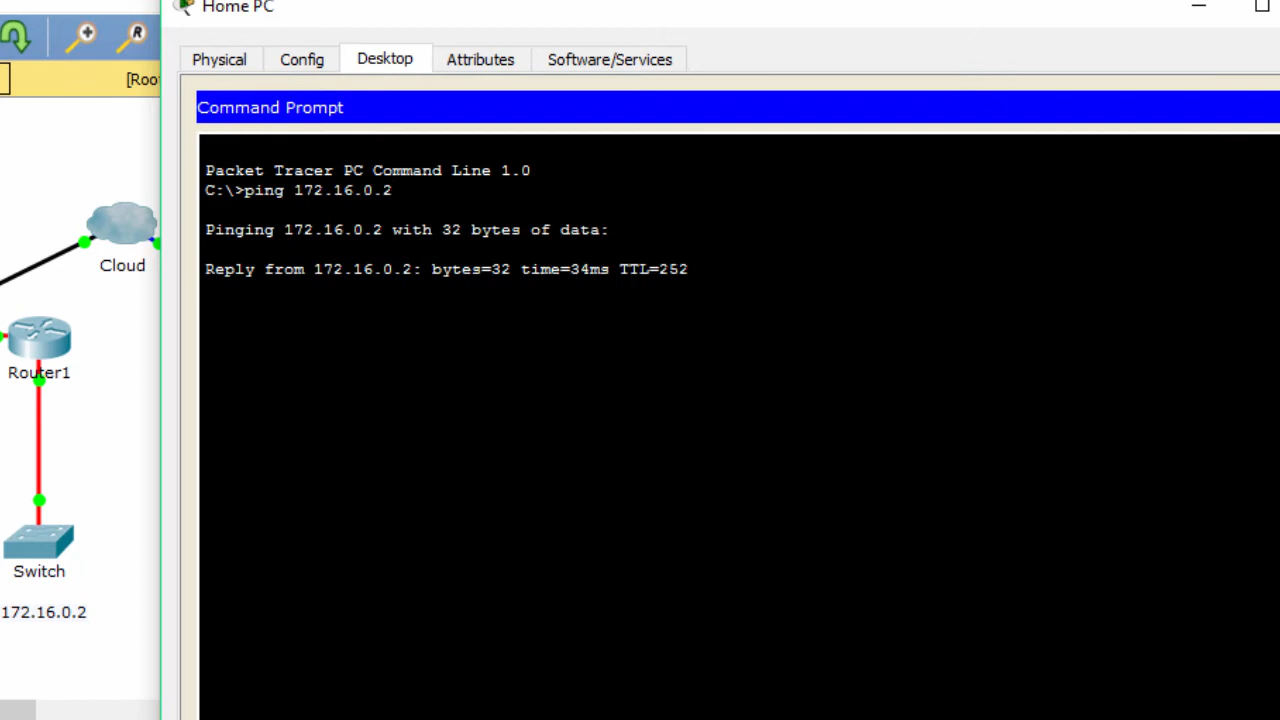 Home PC
R
Physical
Config
Desktop
Attributes
Software/Services
[Roo
Command Prompt
Packet Tracer PC Command Line 1.0
C:\>ping 172.16.0.2
Pinging 172.16.0.2 with 32 bytes of data:
Reply from 172.16.0.2: bytes=32 time=34ms TTL=252
Cloud
Router1
Switch
172.16.0.2